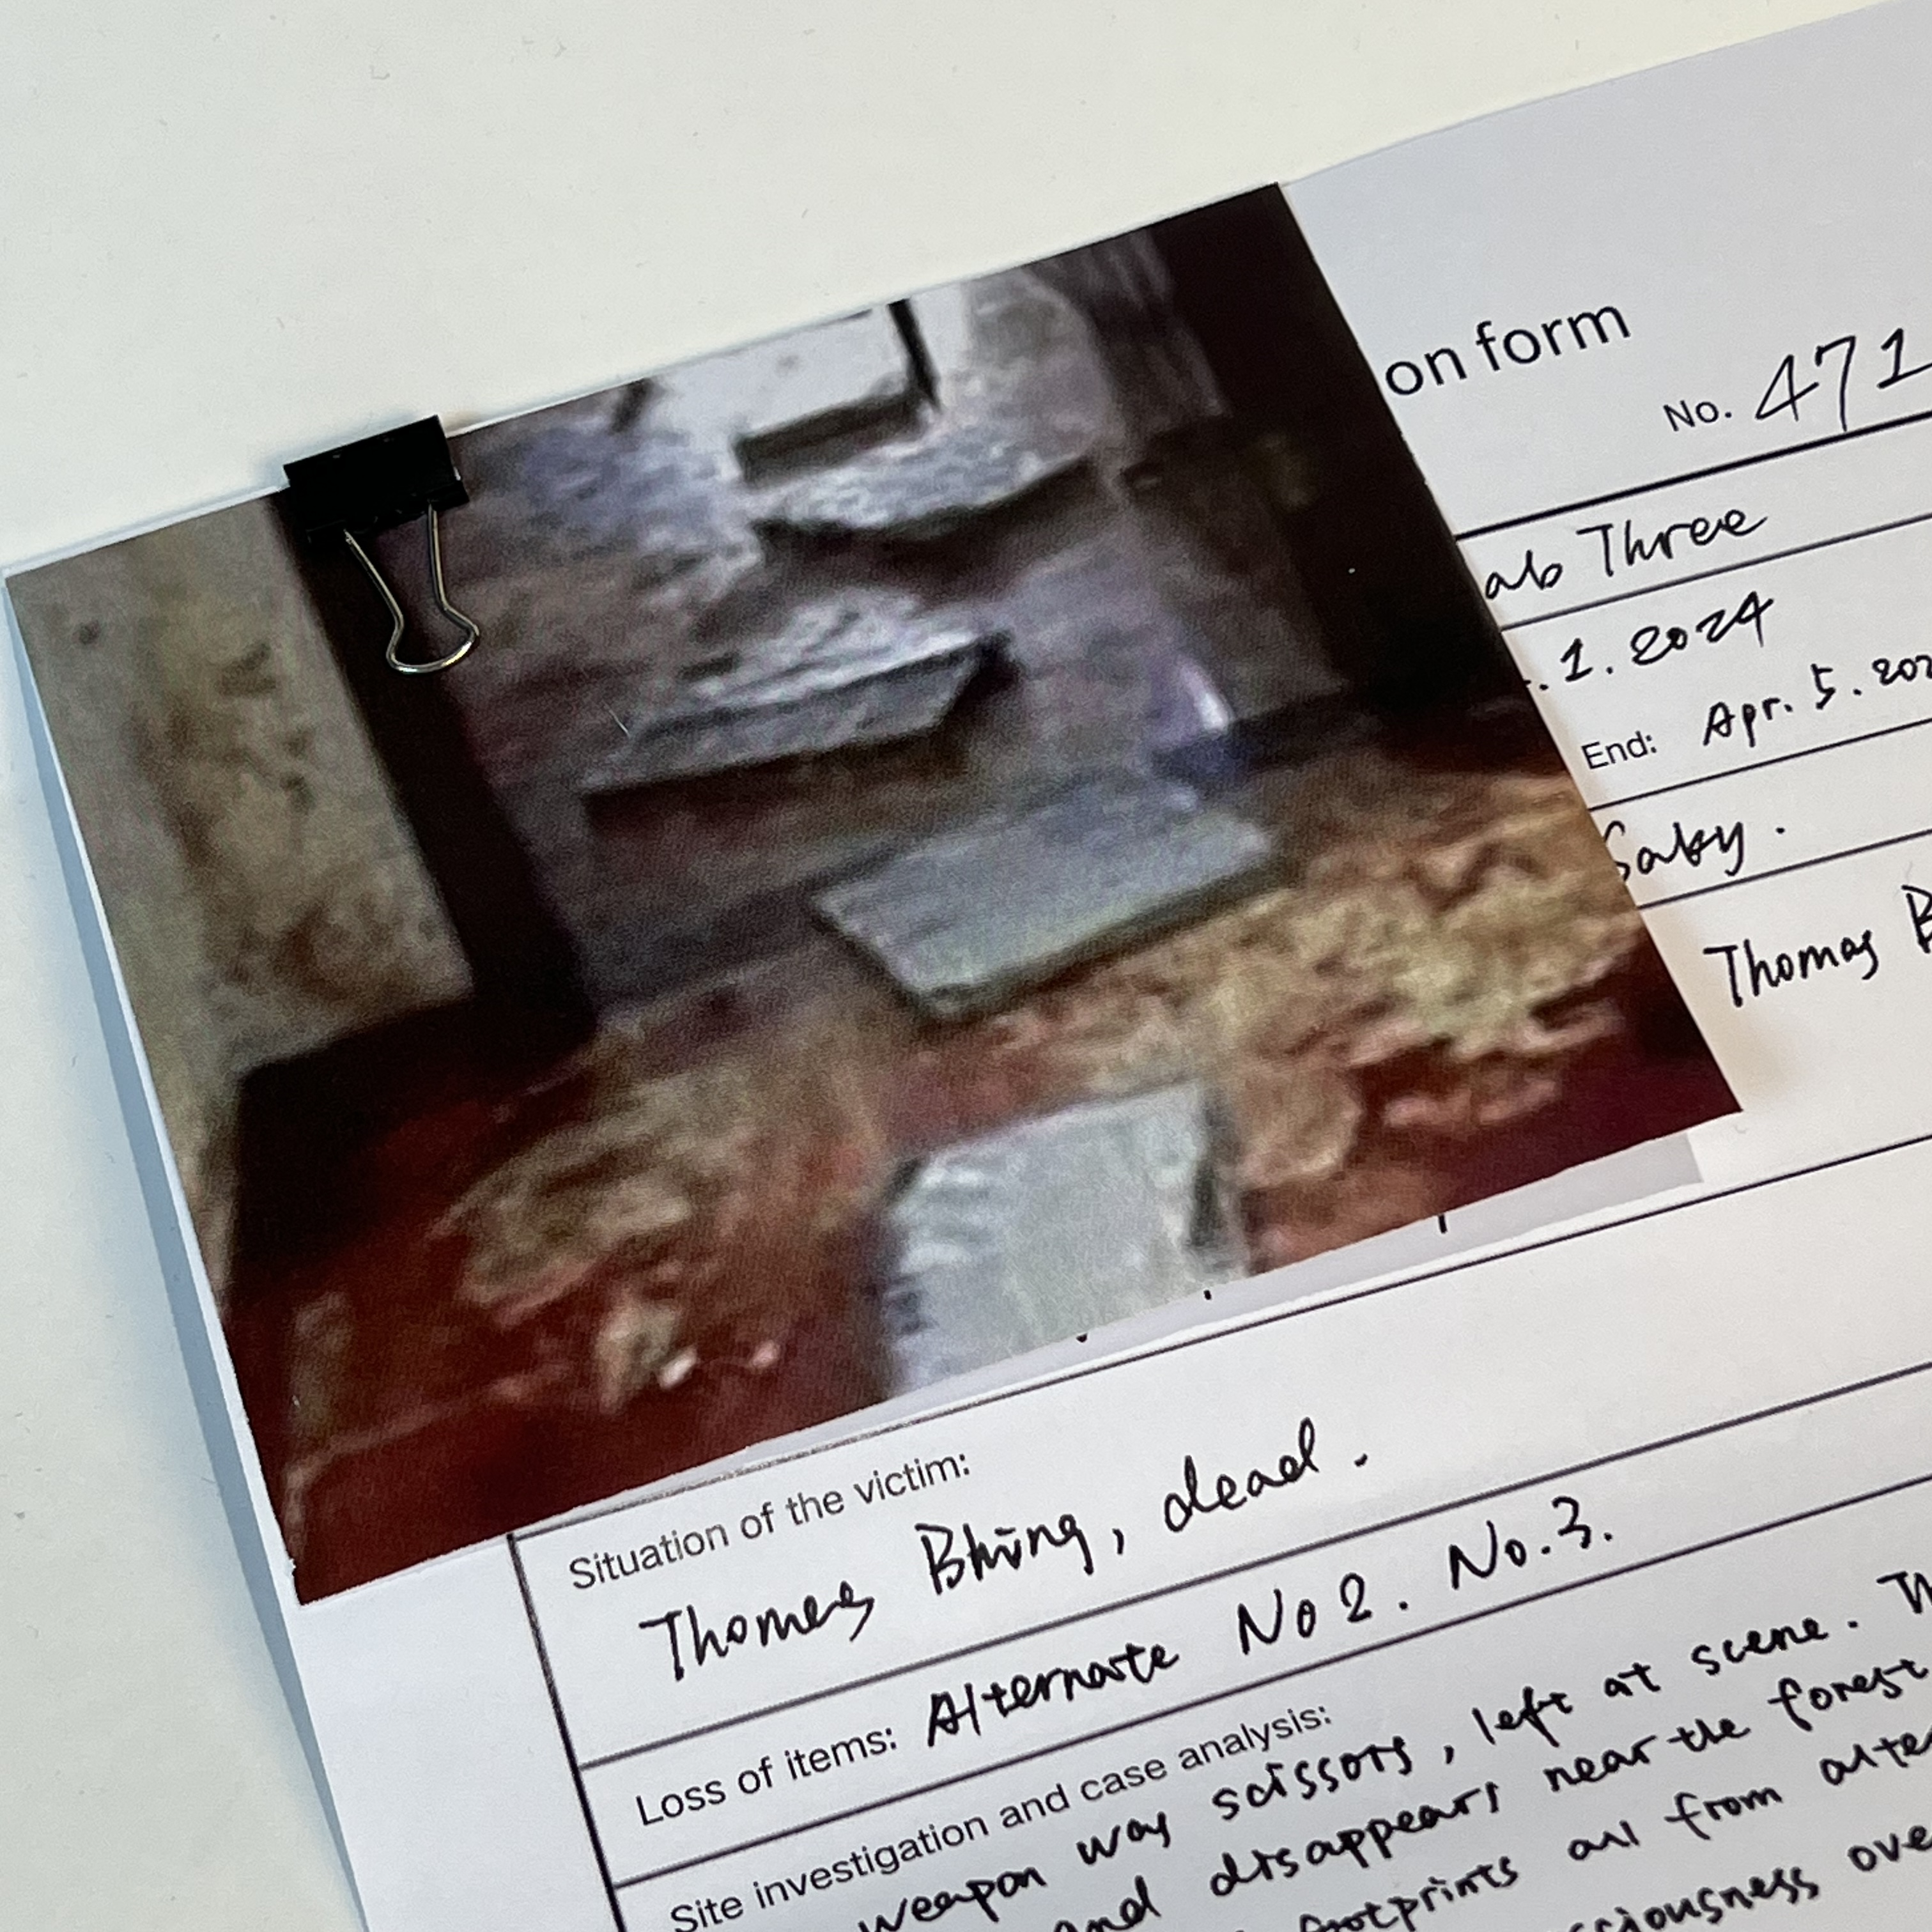 on form
No. 471
ab Three
. 1. 2024
End: Apr. 5. 202
Saby.
Thomas B
Situation of the victim:
Thomas Bhing, dead.
Loss of items: Alternate No 2. No.3.
Site investigation and case analysis:
weapon was scissors, left at scene.
and disappears near the forest
footprints all from alte
sciousness ove